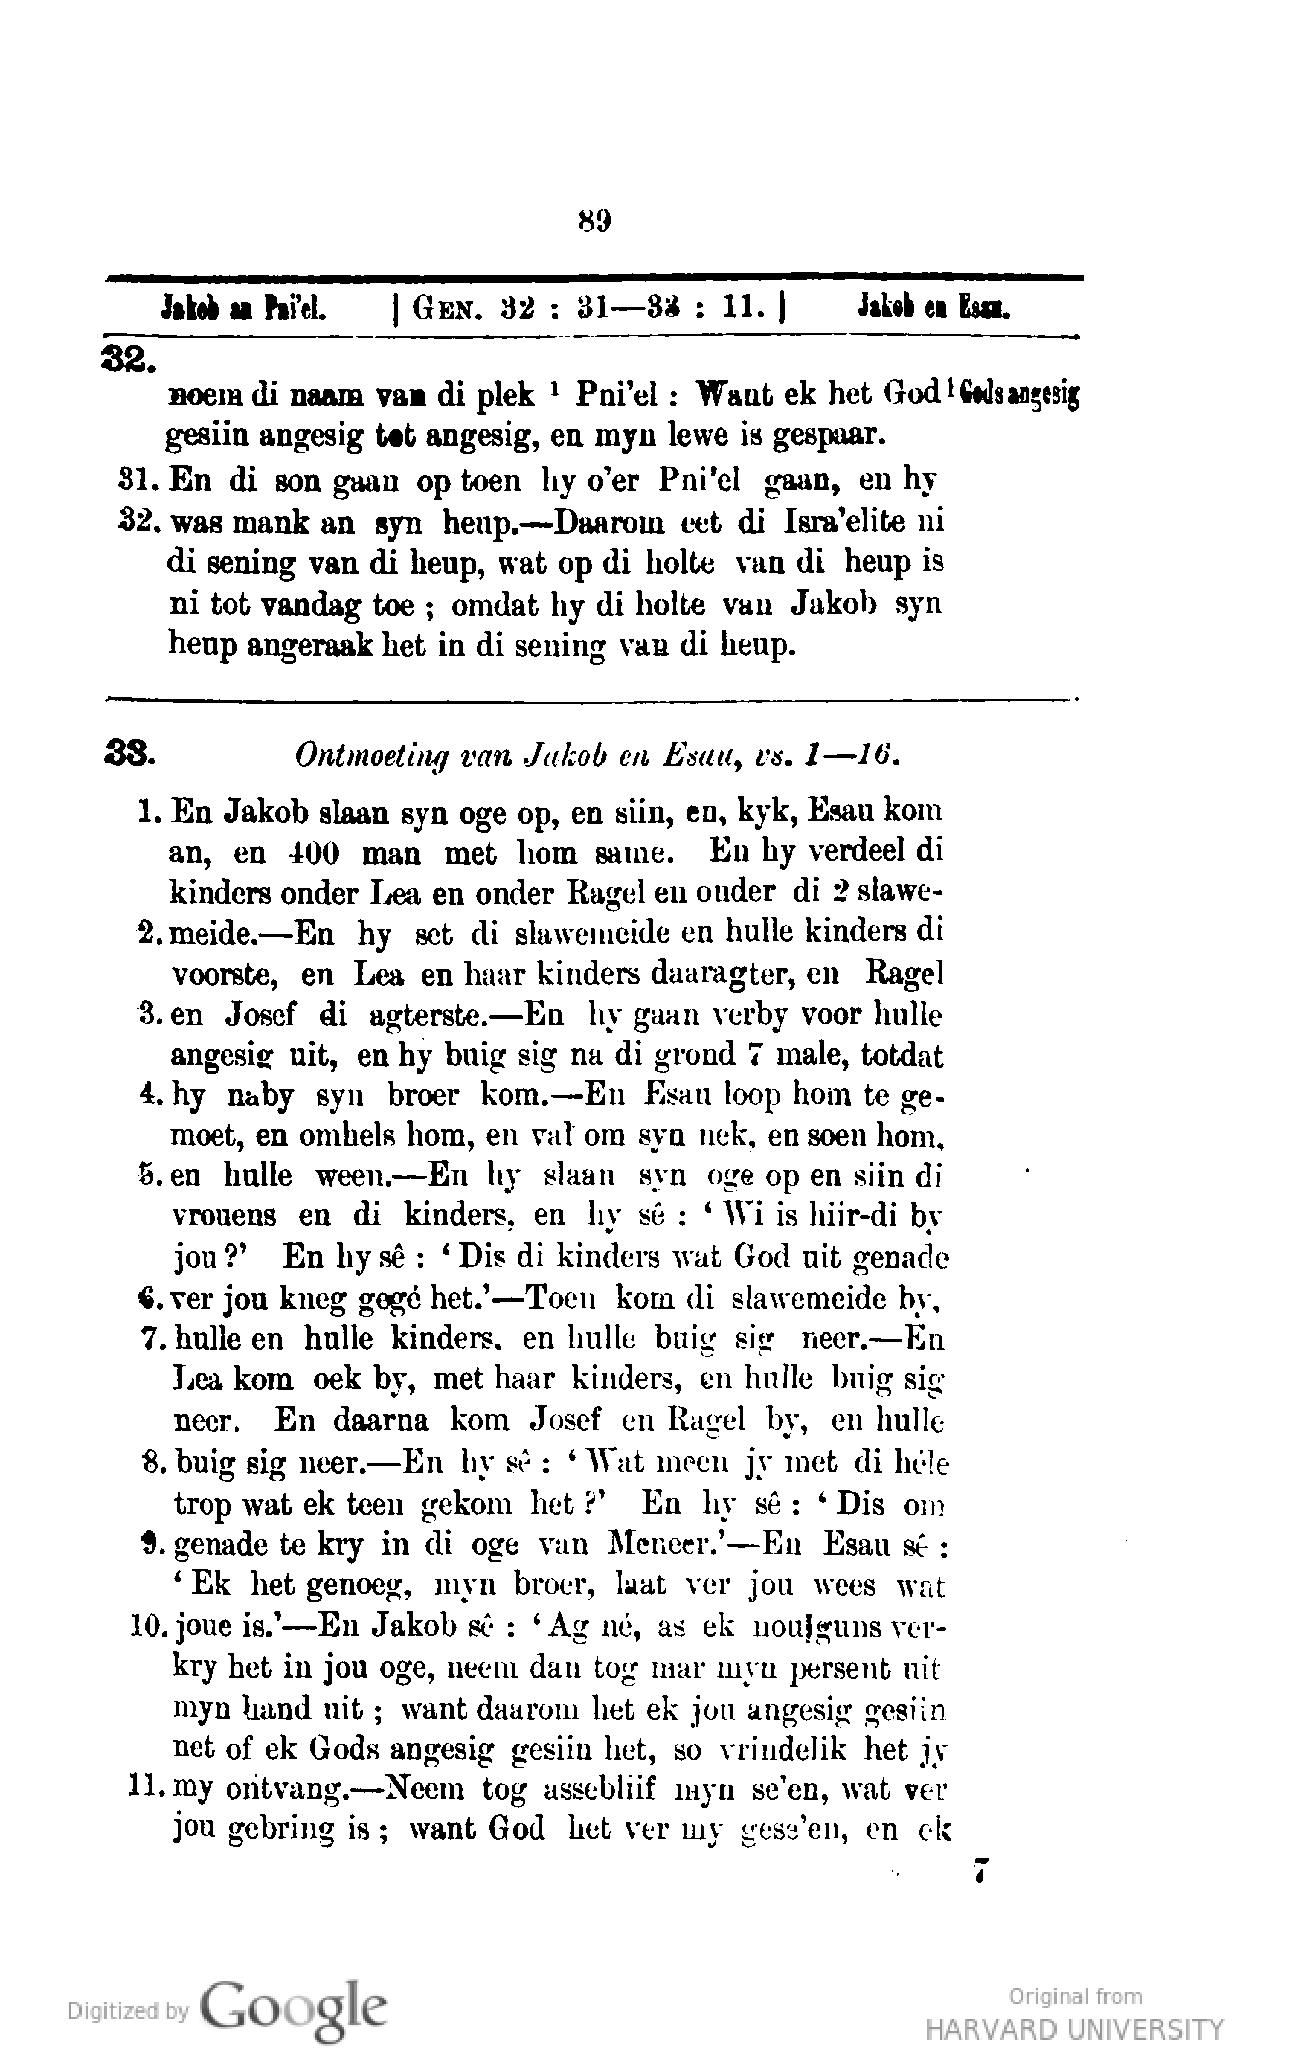 89
Jakob an Pni'el. | GEN. 32 : 31—33 : 11. | Jakob en Esau.
32.
noem di naam van di plek ¹ Pni'el : Want ek het God ¹ Gods angesig
gesiin angesig tot angesig, en myn lewe is gespaar.
31. En di son gaan op toen hy o'er Pni'el gaan, en hy
32. was mank an syn heup.—Daarom eet di Isra'elite ni
di sening van di heup, wat op di holte van di heup is
ni tot vandag toe ; omdat hy di holte van Jakob syn
heup angeraak het in di sening van di heup.
33. Ontmoeting van Jakob en Esau, vs. 1—16.
1. En Jakob slaan syn oge op, en siin, en, kyk, Esau kom
an, en 400 man met hom same. En hy verdeel di
kinders onder Lea en onder Ragel en onder di 2 slawe-
2. meide.—En hy set di slawemeide en hulle kinders di
voorste, en Lea en haar kinders daaragter, en Ragel
3. en Josef di agterste.—En hy gaan verby voor hulle
angesig uit, en hy buig sig na di grond 7 male, totdat
4. hy naby syn broer kom.—En Esau loop hom te ge-
moet, en omhels hom, en val om syn nek, en soen hom,
5. en hulle ween.—En hy slaan syn oge op en siin di
vrouens en di kinders, en hy sê : ‘ Wi is hiir-di by
jou ?’ En hy sê : ‘ Dis di kinders wat God uit genade
6. ver jou kneg gegé het.’—Toen kom di slawemeide by,
7. hulle en hulle kinders, en hulle buig sig neer.—En
Lea kom oek by, met haar kinders, en hulle buig sig
neer. En daarna kom Josef en Ragel by, en hulle
8. buig sig neer.—En hy sê : ‘ Wat meen jy met di héle
trop wat ek teen gekom het ?’ En hy sê : ‘ Dis om
9. genade te kry in di oge van Meneer.’—En Esau sê :
‘ Ek het genoeg, myn broer, laat ver jou wees wat
10. joue is.’—En Jakob sê : ‘ Ag né, as ek nou guns ver-
kry het in jou oge, neem dan tog mar myn persent uit
myn hand uit ; want daarom het ek jou angesig gesiin
net of ek Gods angesig gesiin het, so vrindelik het jy
11. my ontvang.—Neem tog assebliif myn se'en, wat ver
jou gebring is ; want God het ver my gese'en, en ek
7
Digitized by Google
Original from
HARVARD UNIVERSITY